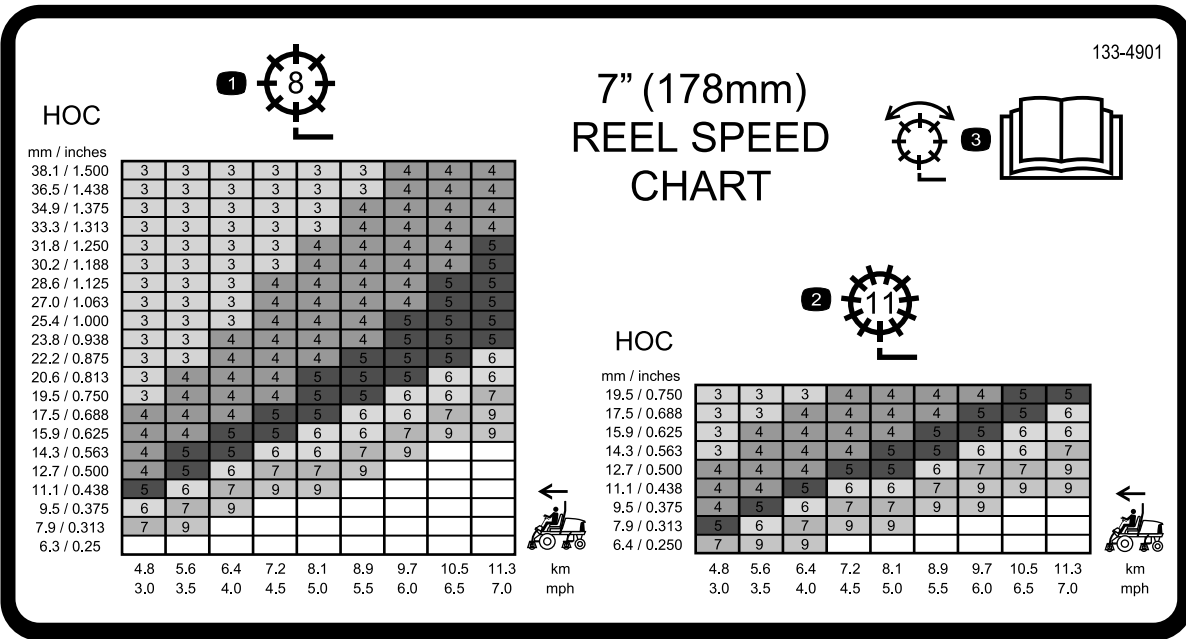 133-4901
1
8
7” (178mm)
REEL SPEED
CHART
3
HOC
mm / inches
38.1 / 1.500 3 3 3 3 3 3 4 4 4
36.5 / 1.438 3 3 3 3 3 3 4 4 4
34.9 / 1.375 3 3 3 3 3 4 4 4 4
33.3 / 1.313 3 3 3 3 3 4 4 4 4
31.8 / 1.250 3 3 3 3 4 4 4 4 5
30.2 / 1.188 3 3 3 3 4 4 4 4 5
28.6 / 1.125 3 3 3 4 4 4 4 5 5
27.0 / 1.063 3 3 3 4 4 4 4 5 5
25.4 / 1.000 3 3 3 4 4 4 5 5 5
23.8 / 0.938 3 3 4 4 4 4 5 5 5
22.2 / 0.875 3 3 4 4 4 5 5 5 6
20.6 / 0.813 3 4 4 4 5 5 5 6 6
19.5 / 0.750 3 4 4 4 5 5 6 6 7
17.5 / 0.688 4 4 4 5 5 6 6 7 9
15.9 / 0.625 4 4 5 5 6 6 7 9 9
14.3 / 0.563 4 5 5 6 6 7 9
12.7 / 0.500 4 5 6 7 7 9
11.1 / 0.438 5 6 7 9 9
9.5 / 0.375 6 7 9
7.9 / 0.313 7 9
6.3 / 0.25
4.8 5.6 6.4 7.2 8.1 8.9 9.7 10.5 11.3 km
3.0 3.5 4.0 4.5 5.0 5.5 6.0 6.5 7.0 mph
2
11
HOC
mm / inches
19.5 / 0.750 3 3 3 4 4 4 4 5 5
17.5 / 0.688 3 3 4 4 4 4 5 5 6
15.9 / 0.625 3 4 4 4 4 5 5 6 6
14.3 / 0.563 3 4 4 4 5 5 6 6 7
12.7 / 0.500 4 4 4 5 5 6 7 7 9
11.1 / 0.438 4 4 5 6 6 7 9 9 9
9.5 / 0.375 4 5 6 7 7 9 9
7.9 / 0.313 5 6 7 9 9
6.4 / 0.250 7 9 9
4.8 5.6 6.4 7.2 8.1 8.9 9.7 10.5 11.3 km
3.0 3.5 4.0 4.5 5.0 5.5 6.0 6.5 7.0 mph